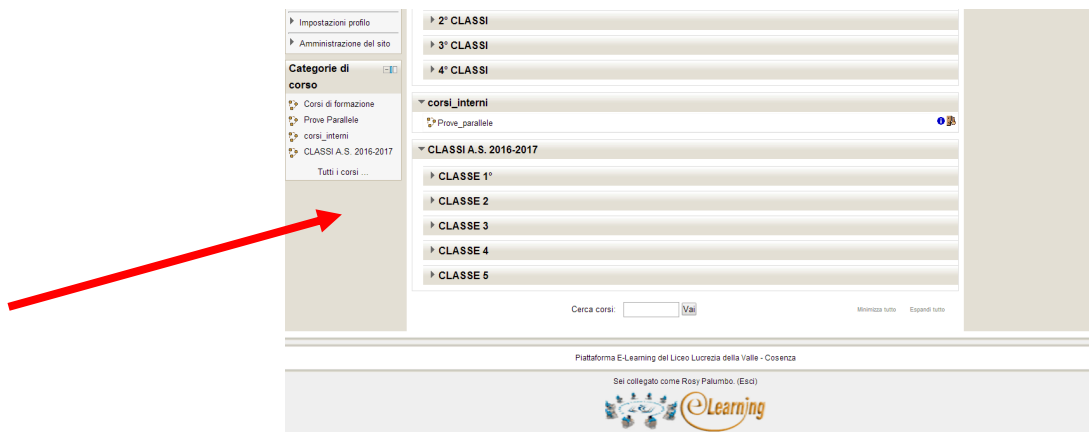 Impostazioni profilo
Amministrazione del sito
Categorie di corso
Corsi di formazione
Prove Parallele
corsi_interni
CLASSI A.S. 2016-2017
Tutti i corsi ...
2° CLASSI
3° CLASSI
4° CLASSI
corsi_interni
Prove_parallele
CLASSI A.S. 2016-2017
CLASSE 1°
CLASSE 2
CLASSE 3
CLASSE 4
CLASSE 5
Cerca corsi: Vai
Minimizza tutto Espandi tutto
Piattaforma E-Learning del Liceo Lucrezia della Valle - Cosenza
Sei collegato come Rosy Palumbo. (Esci)
eLearning